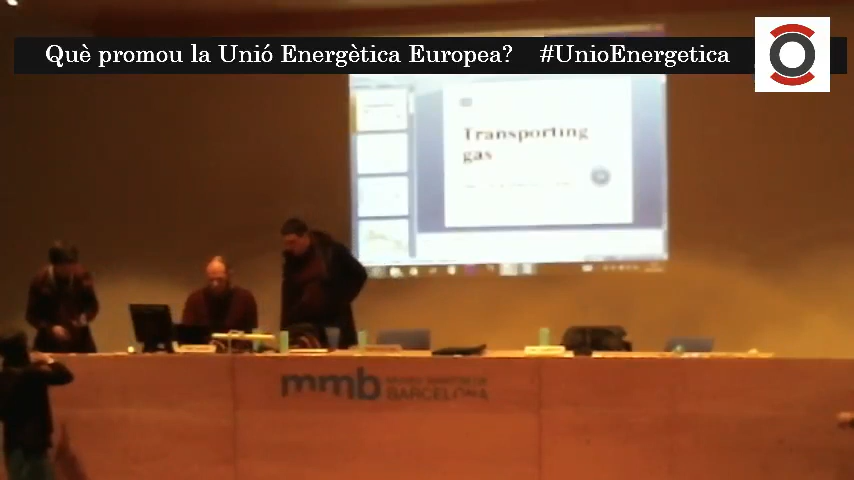 Què promou la Unió Energètica Europea? #UnioEnergetica
Transporting
gas
mmb
BARCELONA